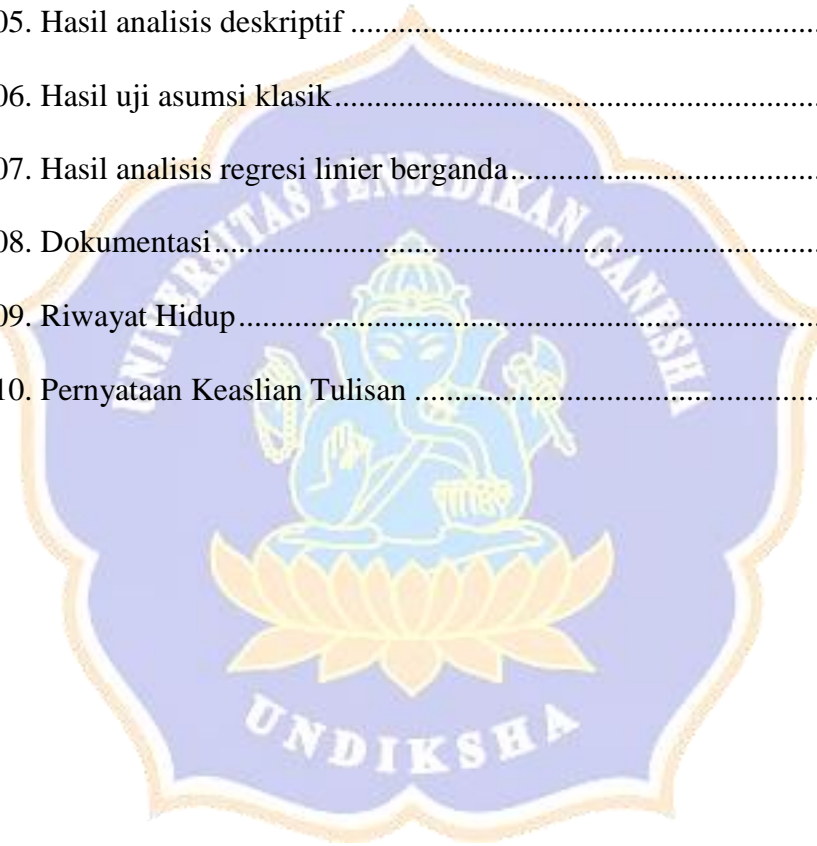 05. Hasil analisis deskriptif ............................................................
06. Hasil uji asumsi klasik ..............................................................
07. Hasil analisis regresi linier berganda ........................................
08. Dokumentasi ..............................................................................
09. Riwayat Hidup ...........................................................................
10. Pernyataan Keaslian Tulisan .....................................................
UNIVERSITAS PENDIDIKAN GANESHA
UNDIKSHA